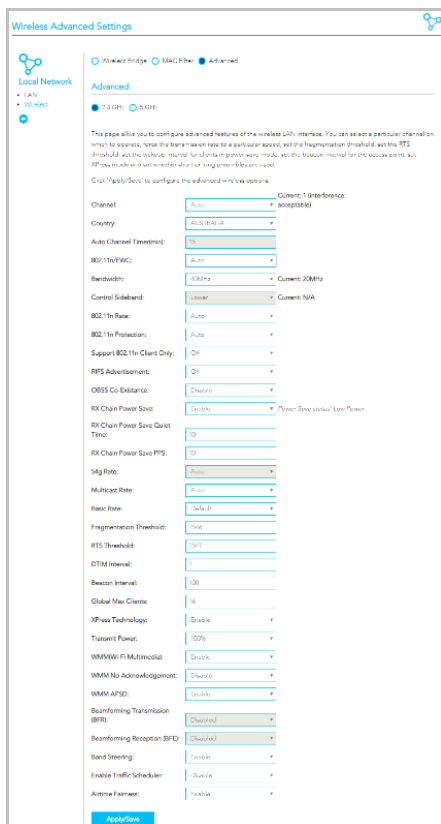 Wireless Advanced Settings
Wireless Bridge MAC Filter Advanced
Local Network
LAN
Wireless
Advanced
2.4 GHz 5 GHz
This page allows you to configure advanced features of the wireless LAN interface. You can select a particular channel on
which to operate, force the transmission rate to a particular speed, set the fragmentation threshold, set the RTS
threshold, set the wakeup interval for clients in power save mode, set the beacon interval for the access point, set
XPress mode and set whether short or long preambles are used.
Click 'Apply/Save' to configure the advanced wireless options.
Channel: Auto Current: 1 (interference: acceptable)
Country: AUSTRALIA
Auto Channel Timer(min): 15
802.11n/EWC: Auto
Bandwidth: 40MHz Current: 20MHz
Control Sideband: Lower Current: N/A
802.11n Rate: Auto
802.11n Protection: Auto
Support 802.11n Client Only: Off
RIFS Advertisement: Off
OBSS Co-Existance: Disable
RX Chain Power Save: Enable Power Save status: Low Power
RX Chain Power Save Quiet Time: 10
RX Chain Power Save PPS: 10
54g Rate: Auto
Multicast Rate: Auto
Basic Rate: Default
Fragmentation Threshold: 2346
RTS Threshold: 2347
DTIM Interval: 1
Beacon Interval: 100
Global Max Clients: 16
XPress Technology: Enable
Transmit Power: 100%
WMM(Wi-Fi Multimedia): Enable
WMM No Acknowledgement: Disable
WMM APSD: Enable
Beamforming Transmission (BFR): Disabled
Beamforming Reception (BFE): Disabled
Band Steering: Enable
Enable Traffic Scheduler: Disable
Airtime Fairness: Enable
Apply/Save